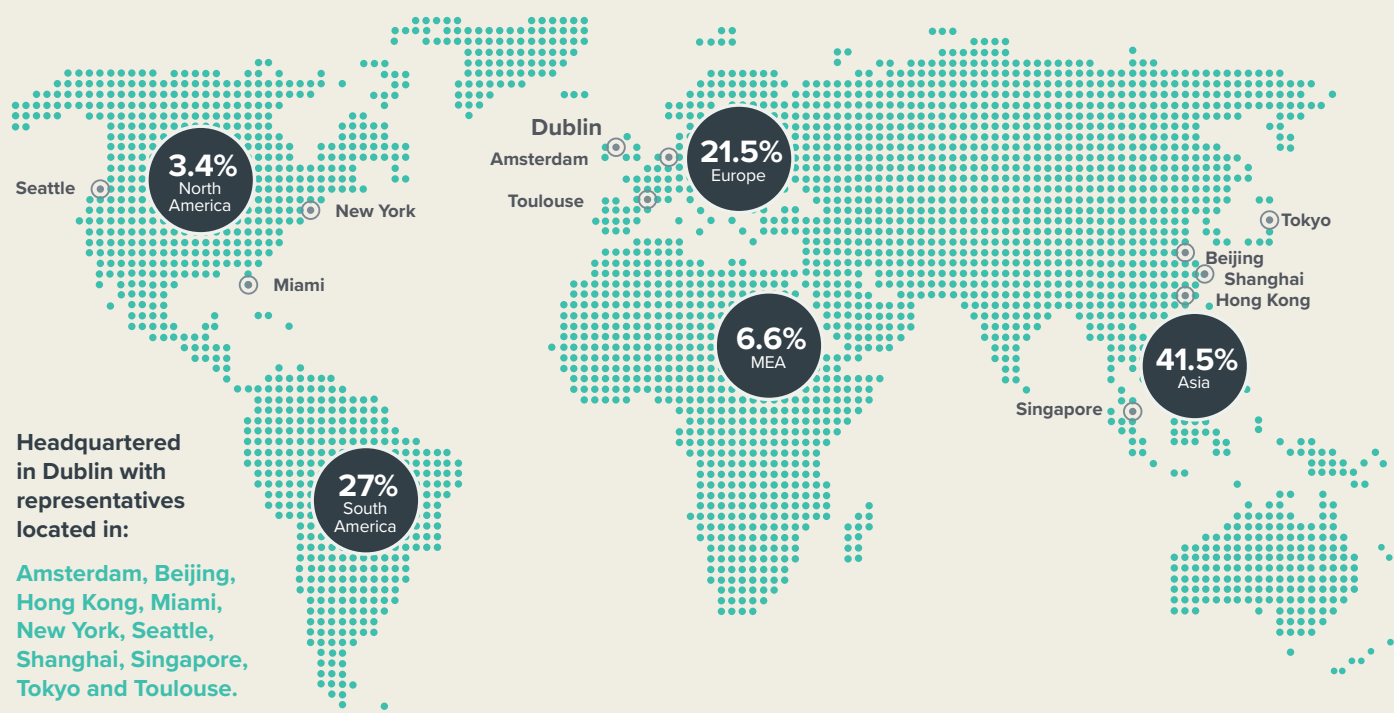 Dublin
Amsterdam
Toulouse
3.4%
North
America
21.5%
Europe
Seattle
New York
Miami
Tokyo
Beijing
Shanghai
Hong Kong
6.6%
MEA
41.5%
Asia
Singapore
27%
South
America
Headquartered
in Dublin with
representatives
located in:
Amsterdam, Beijing,
Hong Kong, Miami,
New York, Seattle,
Shanghai, Singapore,
Tokyo and Toulouse.